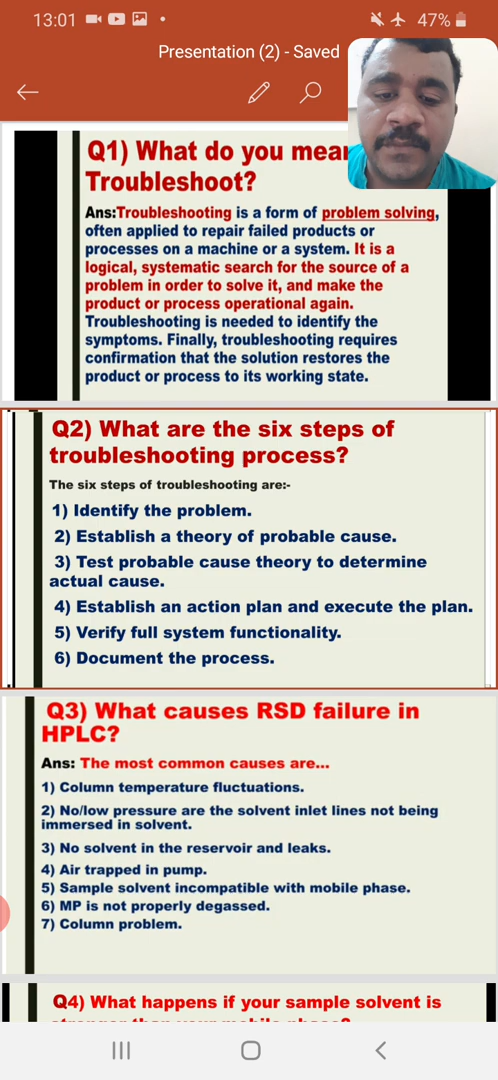 13:01
47%
Presentation (2) - Saved
Q1) What do you mea
Troubleshoot?
Ans:Troubleshooting is a form of problem solving,
often applied to repair failed products or
processes on a machine or a system. It is a
logical, systematic search for the source of a
problem in order to solve it, and make the
product or process operational again.
Troubleshooting is needed to identify the
symptoms. Finally, troubleshooting requires
confirmation that the solution restores the
product or process to its working state.
Q2) What are the six steps of
troubleshooting process?
The six steps of troubleshooting are:-
1) Identify the problem.
2) Establish a theory of probable cause.
3) Test probable cause theory to determine
actual cause.
4) Establish an action plan and execute the plan.
5) Verify full system functionality.
6) Document the process.
Q3) What causes RSD failure in
HPLC?
Ans: The most common causes are...
1) Column temperature fluctuations.
2) No/low pressure are the solvent inlet lines not being
immersed in solvent.
3) No solvent in the reservoir and leaks.
4) Air trapped in pump.
5) Sample solvent incompatible with mobile phase.
6) MP is not properly degassed.
7) Column problem.
Q4) What happens if your sample solvent is